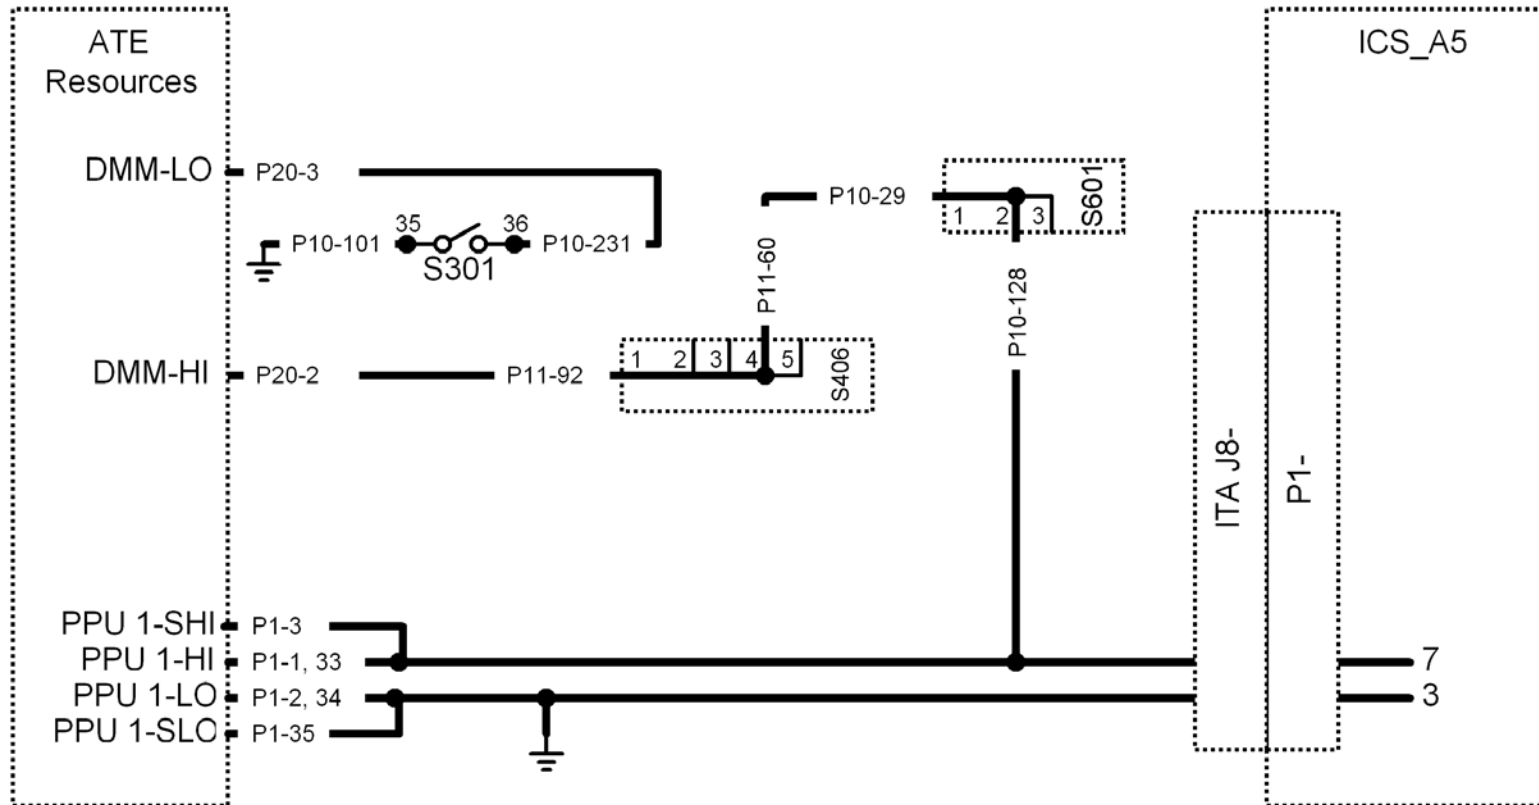 ATE
Resources
ICS_A5
DMM-LO
P20-3
P10-29
1
2
3
S601
P10-101
35
36
P10-231
S301
P11-60
P10-128
DMM-HI
P20-2
P11-92
1
2
3
4
5
S406
ITA J8-
P1-
PPU 1-SHI
P1-3
PPU 1-HI
P1-1, 33
7
PPU 1-LO
P1-2, 34
3
PPU 1-SLO
P1-35